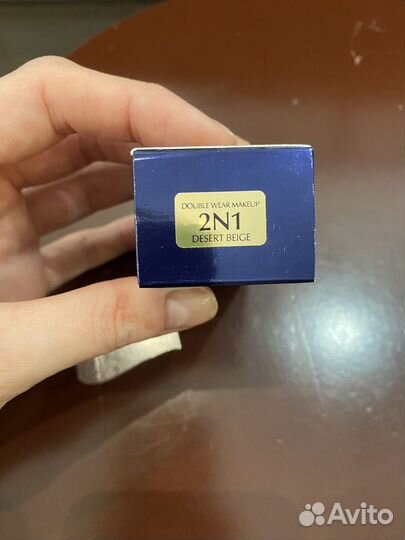 DOUBLE WEAR MAKEUP
2N1
DESERT BEIGE
Avito